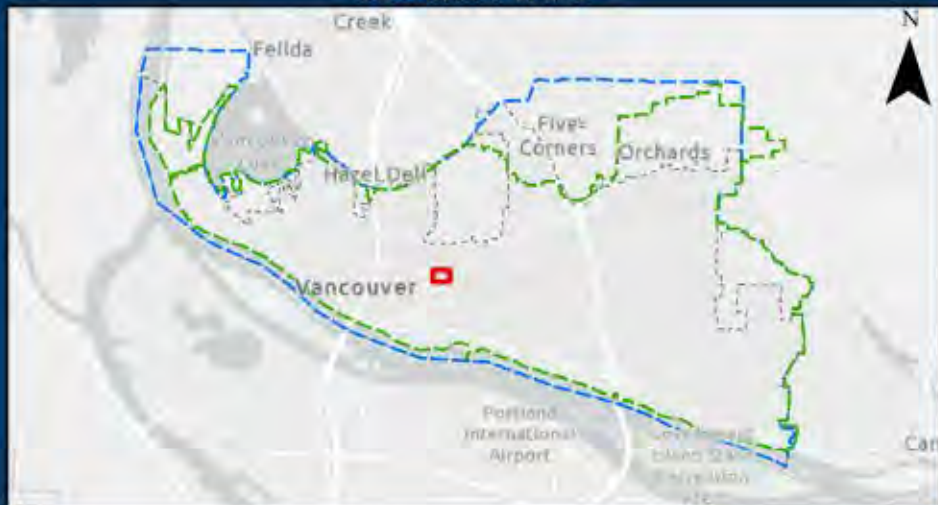 N
Creek
Felida
Five
Corners
Orchards
Hazel Dell
Vancouver
Portland
International
Airport